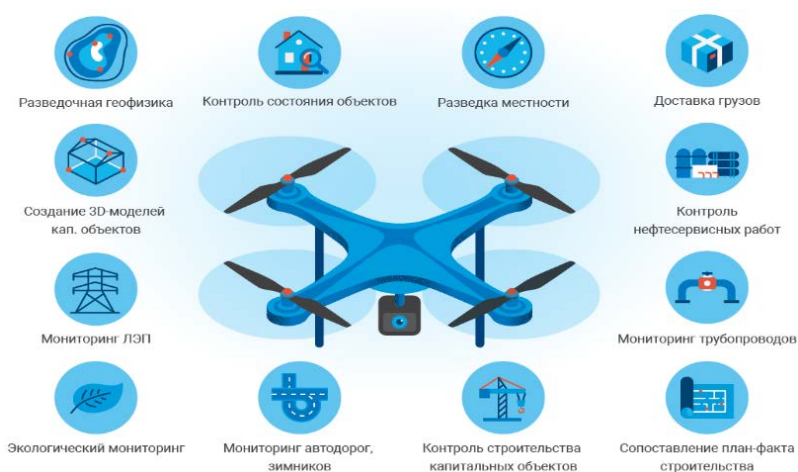 Разведочная геофизика
Контроль состояния объектов
Разведка местности
Доставка грузов
Создание 3D-моделей
кап. объектов
Контроль
нефтесервисных работ
Мониторинг ЛЭП
Мониторинг трубопроводов
Экологический мониторинг
Мониторинг автодорог,
зимников
Контроль строительства
капитальных объектов
Сопоставление план-факта
строительства